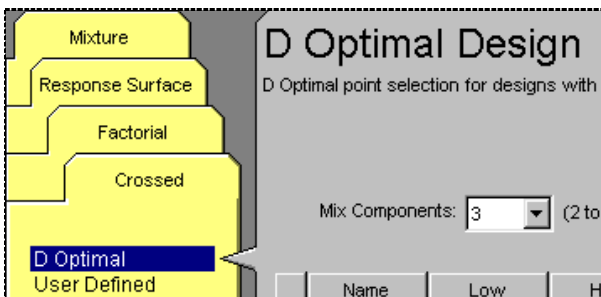 Mixture
Response Surface
Factorial
Crossed
D Optimal
User Defined
D Optimal Design
D Optimal point selection for designs with
Mix Components: 3 (2 to
Name Low H